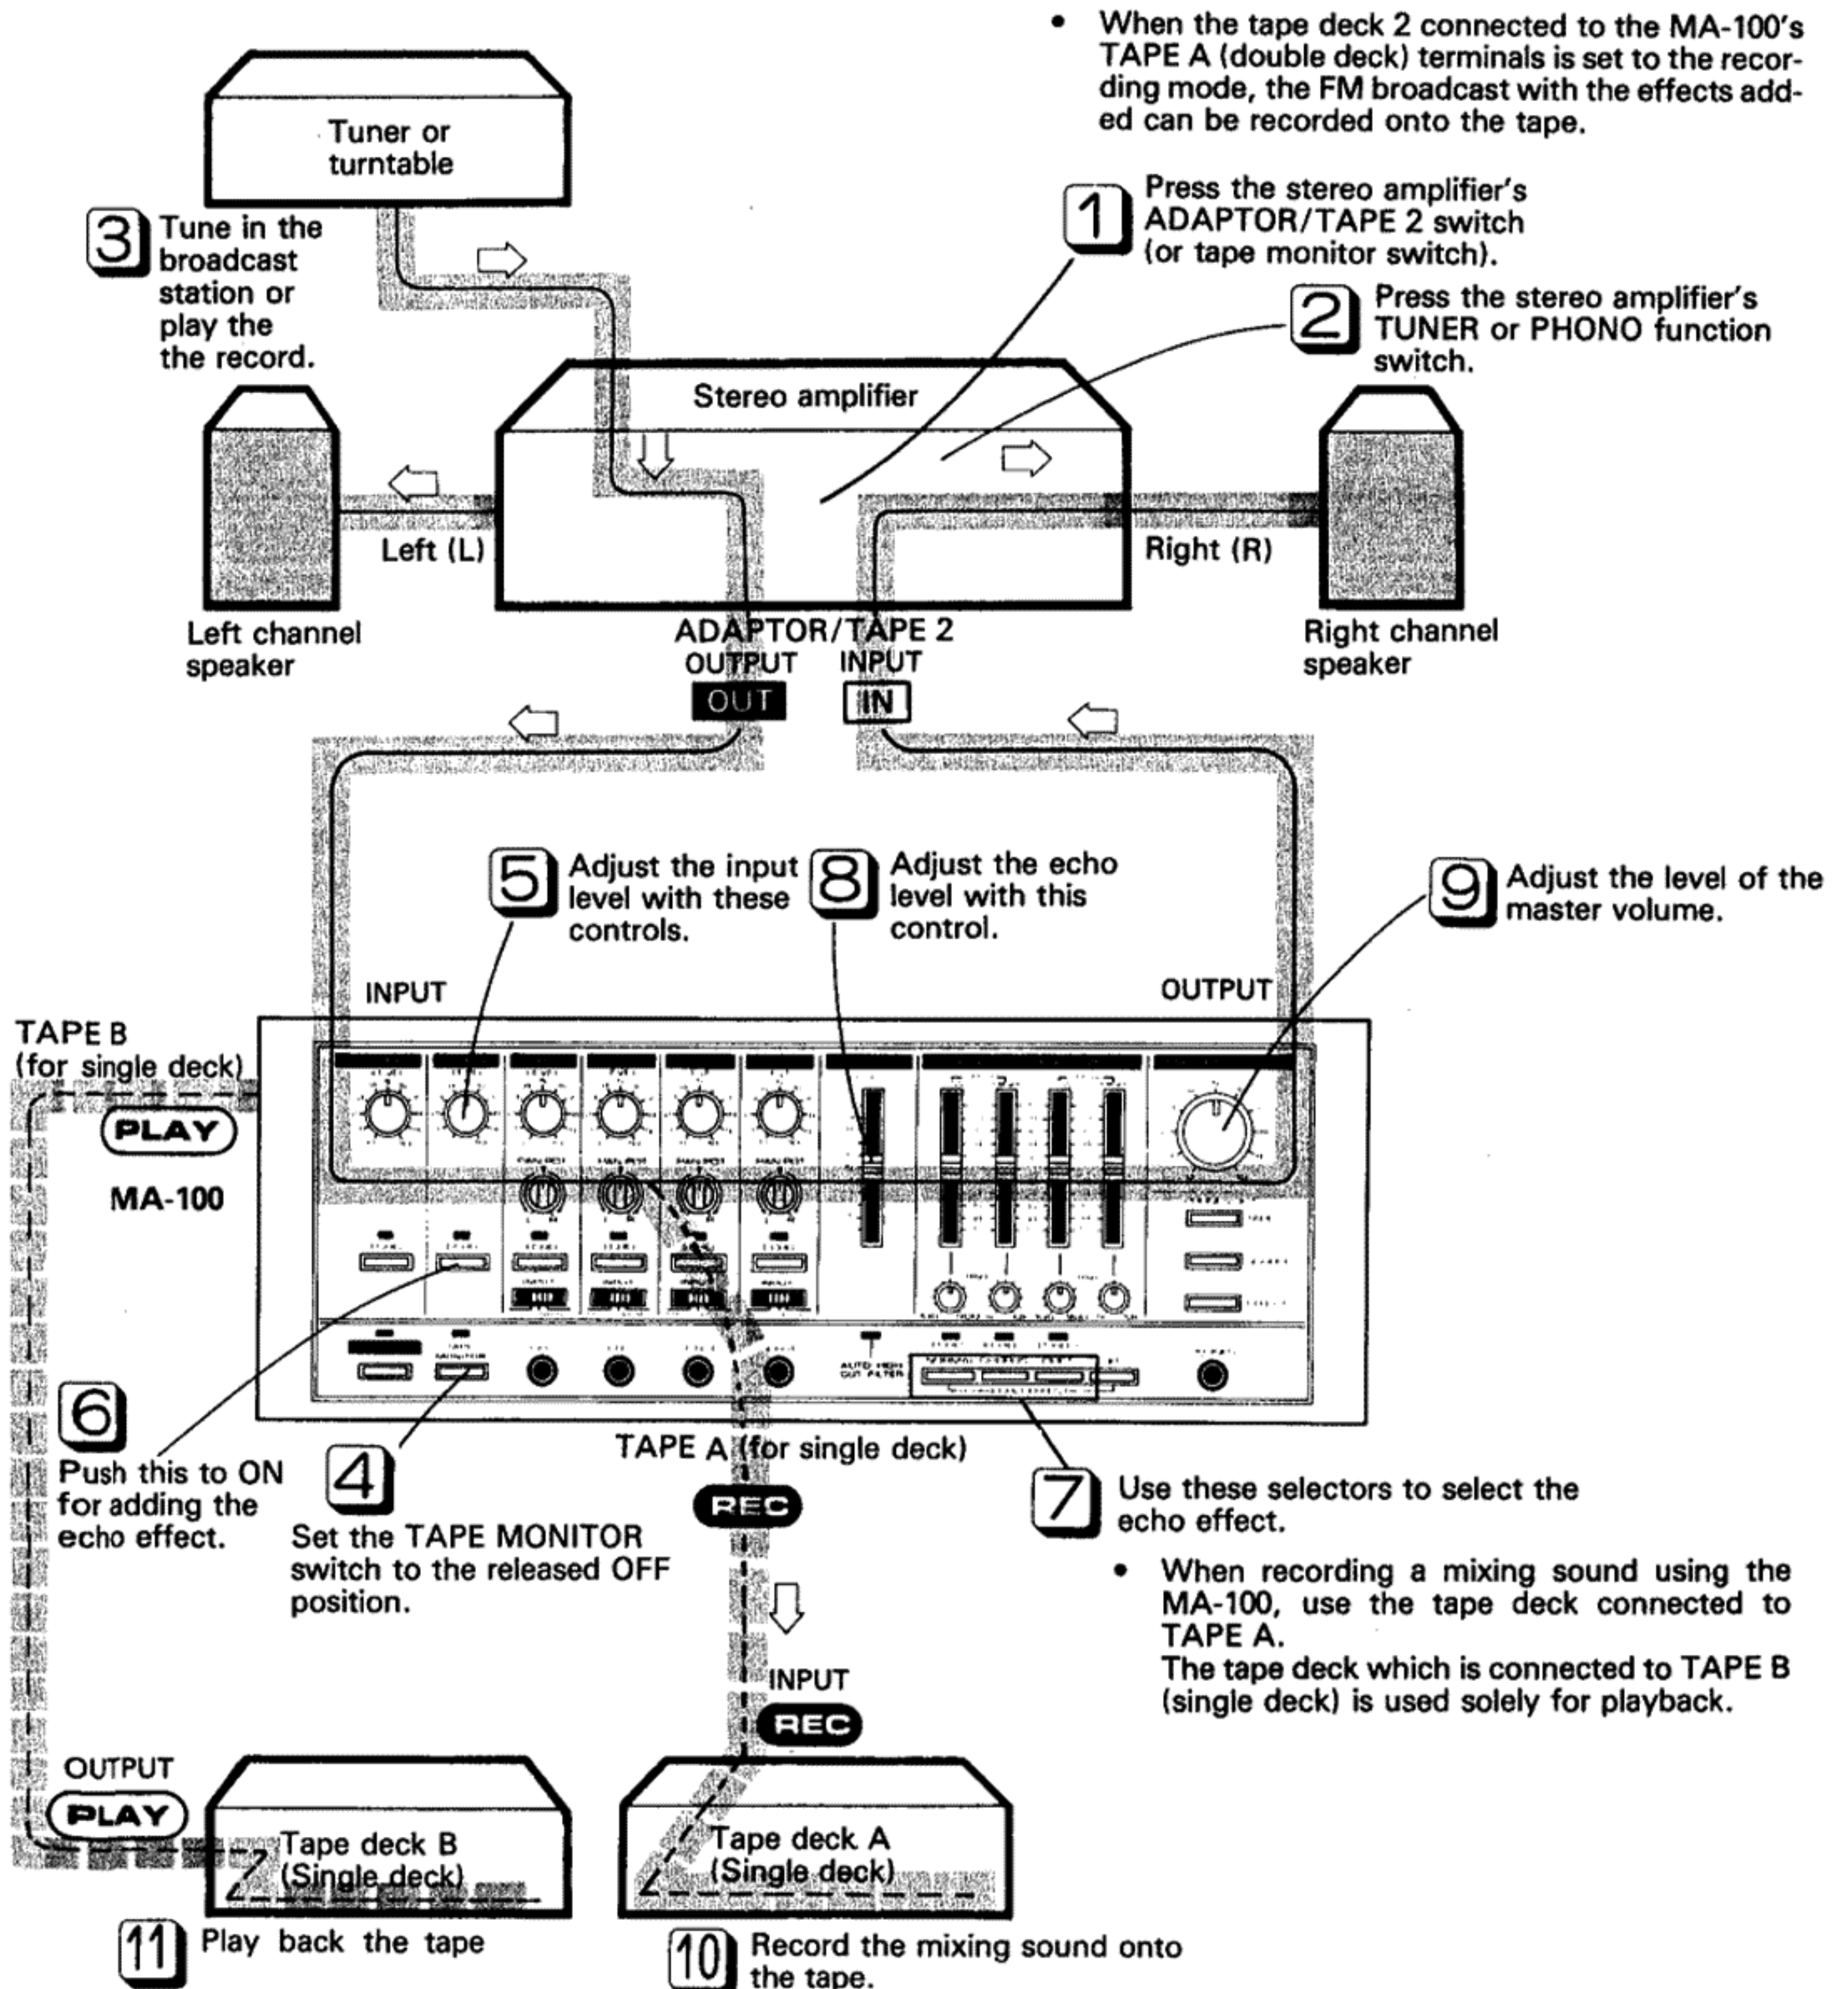 • When the tape deck 2 connected to the MA-100's
TAPE A (double deck) terminals is set to the recor-
ding mode, the FM broadcast with the effects add-
ed can be recorded onto the tape.
Tuner or
turntable
1 Press the stereo amplifier's
ADAPTOR/TAPE 2 switch
(or tape monitor switch).
3 Tune in the
broadcast
station or
play the
the record.
2 Press the stereo amplifier's
TUNER or PHONO function
switch.
Stereo amplifier
Left (L)
Right (R)
Left channel
speaker
ADAPTOR/TAPE 2
OUTPUT INPUT
OUT IN
Right channel
speaker
5 Adjust the input
level with these
controls.
8 Adjust the echo
level with this
control.
9 Adjust the level of the
master volume.
INPUT
OUTPUT
TAPE B
(for single deck)
PLAY
MA-100
AUTO HIGH
CUT FILTER
6
Push this to ON
for adding the
echo effect.
4
Set the TAPE MONITOR
switch to the released OFF
position.
TAPE A (for single deck)
REC
7 Use these selectors to select the
echo effect.
• When recording a mixing sound using the
MA-100, use the tape deck connected to
TAPE A.
The tape deck which is connected to TAPE B
(single deck) is used solely for playback.
INPUT
REC
OUTPUT
PLAY
Tape deck B
(Single deck)
Tape deck A
(Single deck)
11 Play back the tape
10 Record the mixing sound onto
the tape.